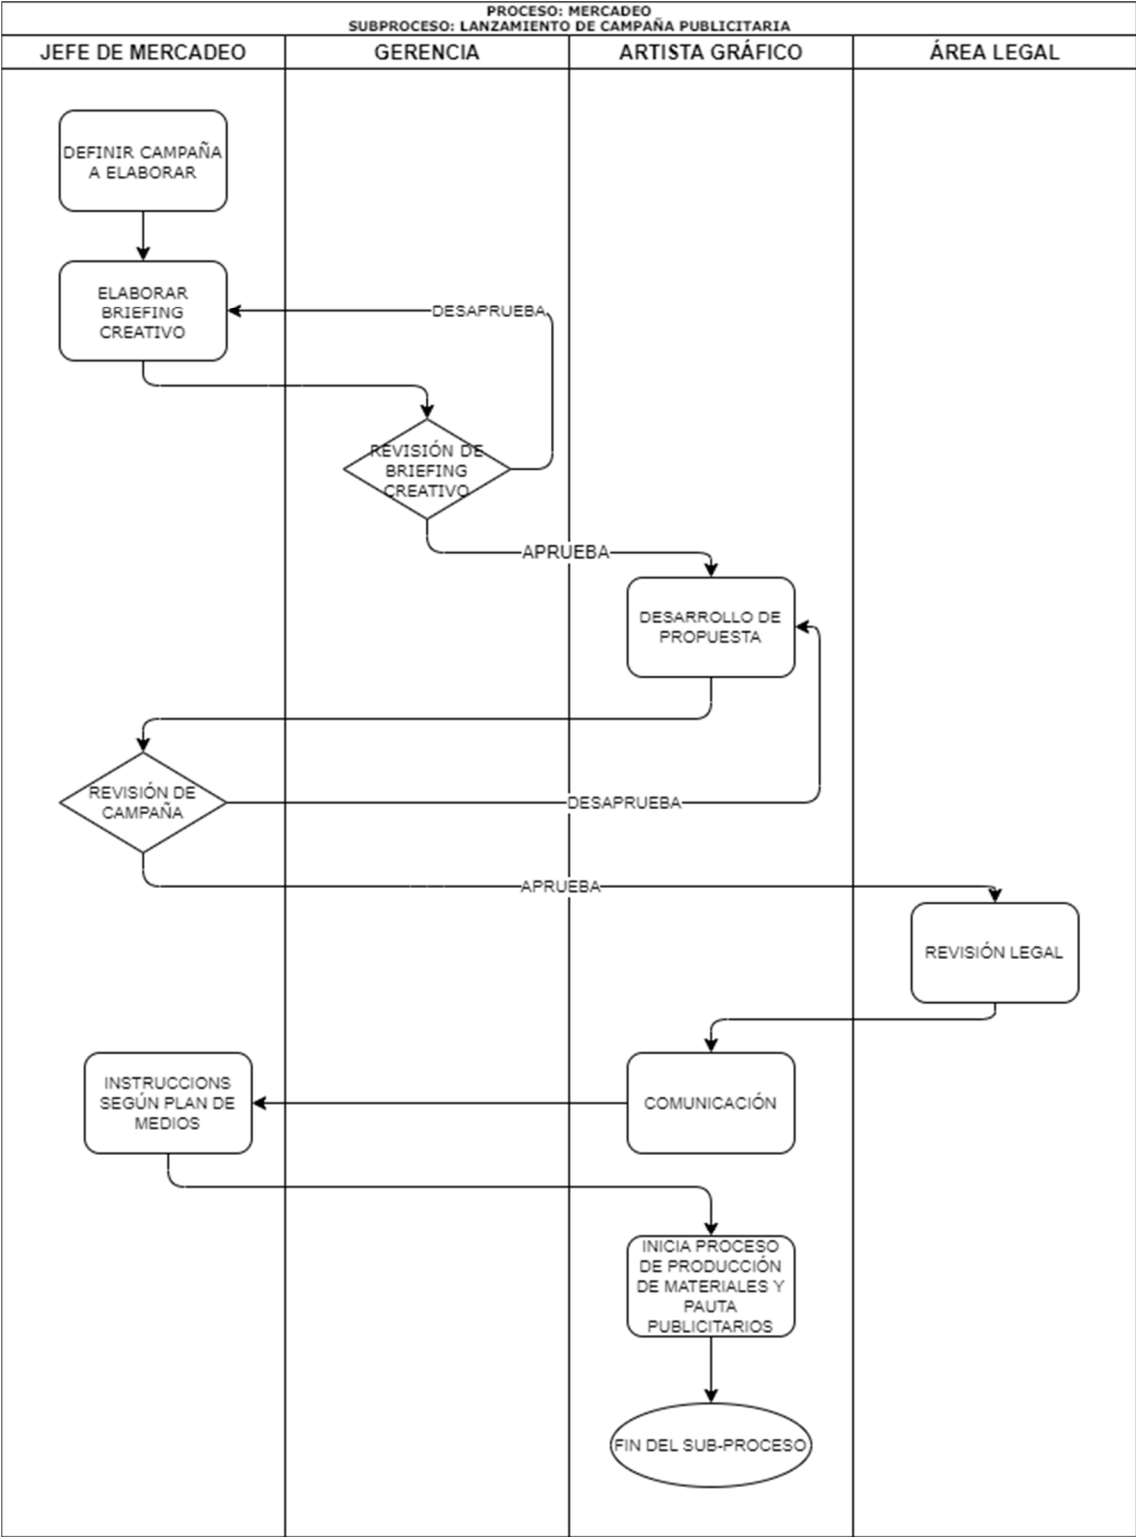 PROCESO: MERCADEO
SUBPROCESO: LANZAMIENTO DE CAMPAÑA PUBLICITARIA
JEFE DE MERCADEO
GERENCIA
ARTISTA GRÁFICO
ÁREA LEGAL
DEFINIR CAMPAÑA
A ELABORAR
ELABORAR
BRIEFING
CREATIVO
DESAPRUEBA
REVISIÓN DE
BRIEFING
CREATIVO
APRUEBA
DESARROLLO DE
PROPUESTA
REVISIÓN DE
CAMPAÑA
DESAPRUEBA
APRUEBA
REVISIÓN LEGAL
COMUNICACIÓN
INSTRUCCIONS
SEGÚN PLAN DE
MEDIOS
INICIA PROCESO
DE PRODUCCIÓN
DE MATERIALES Y
PAUTA
PUBLICITARIOS
FIN DEL SUB-PROCESO